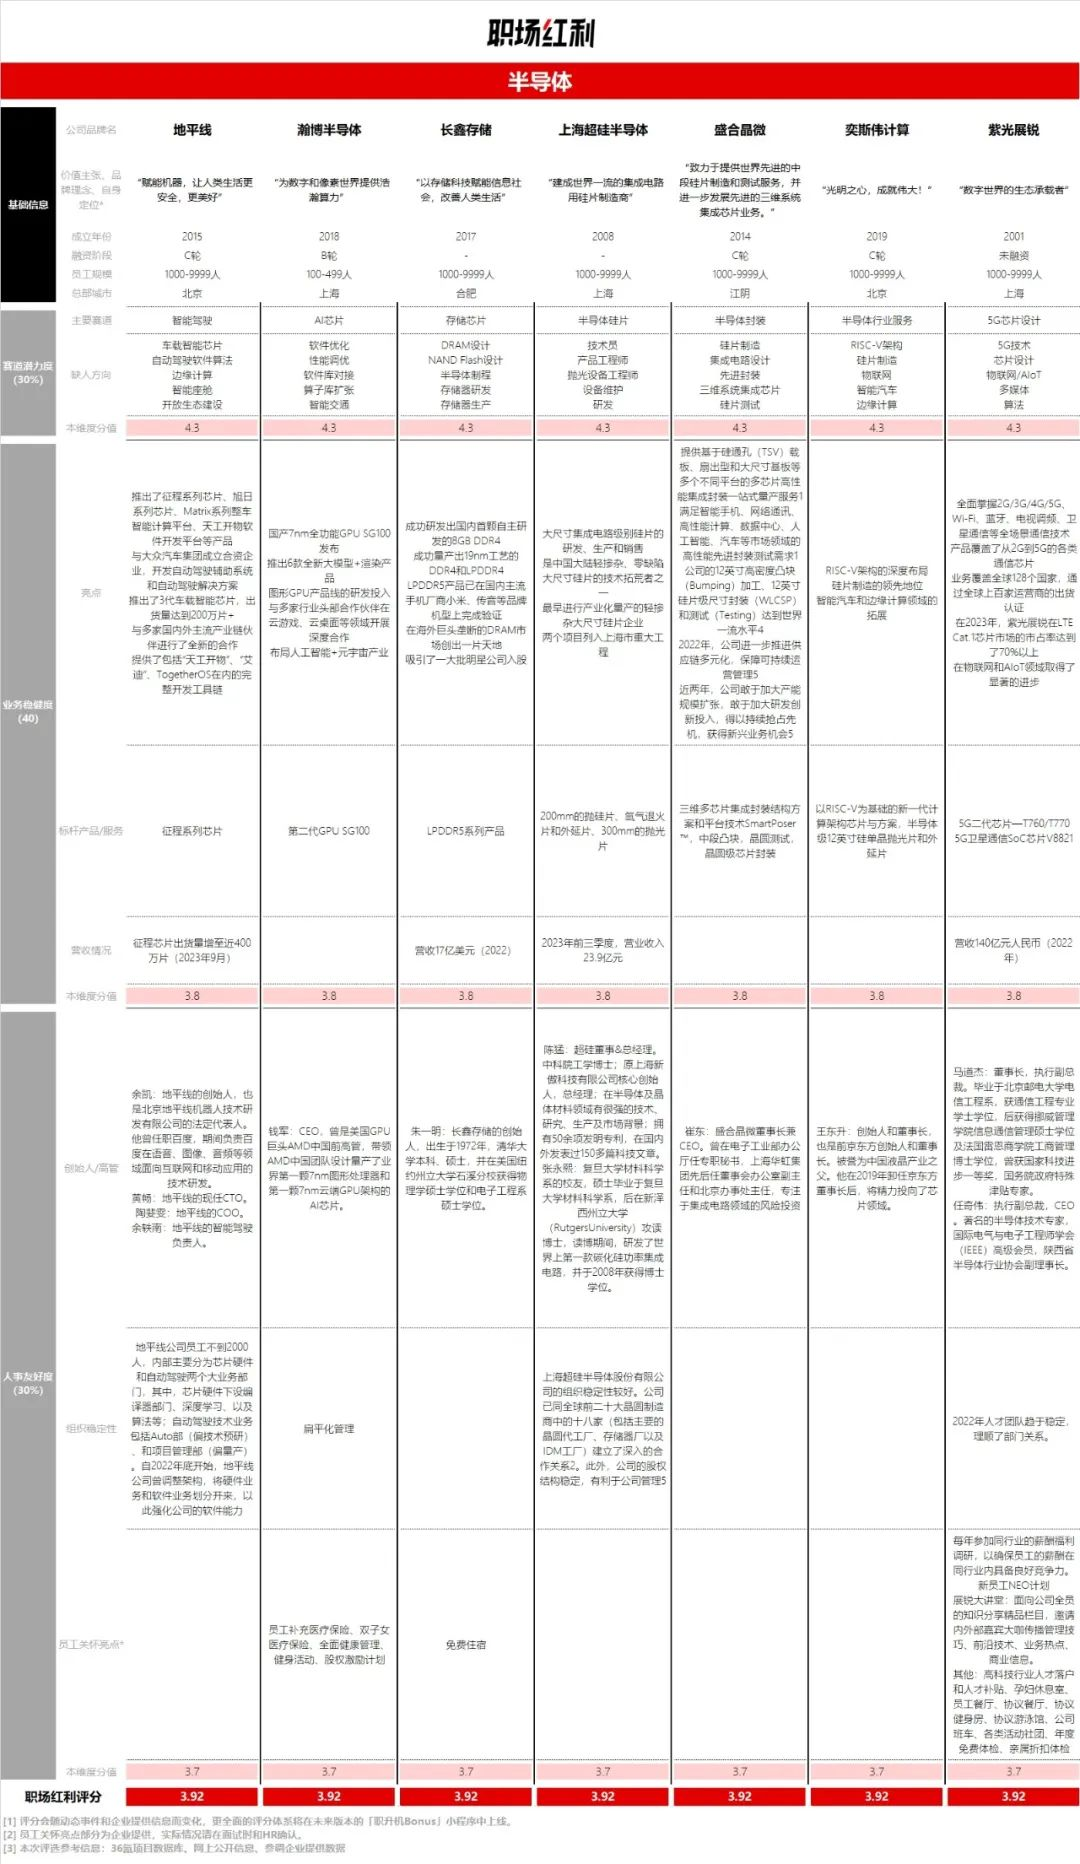 职场红利
半导体
基础信息
公司品牌名
地平线
瀚博半导体
长鑫存储
上海超硅半导体
盛合晶微
奕斯伟计算
紫光展锐
价值主张、品
牌理念、自身
定位*
“赋能机器，让人类生活更
安全，更美好”
“为数字和像素世界提供浩
瀚算力”
“以存储科技赋能信息社
会，改善人类生活”
“建成世界一流的集成电路
用硅片制造商”
“致力于提供世界先进的中
段硅片制造和测试服务，并
进一步发展先进的三维系统
集成芯片业务。”
“光明之心，成就伟大！”
“数字世界的生态承载者”
成立年份
2015
2018
2017
2008
2014
2019
2001
融资阶段
C轮
B轮
-
-
C轮
C轮
未融资
员工规模
1000-9999人
100-499人
1000-9999人
1000-9999人
1000-9999人
1000-9999人
1000-9999人
总部城市
北京
上海
合肥
上海
江阴
北京
上海
赛道潜力度
(30%)
主要赛道
智能驾驶
AI芯片
存储芯片
半导体硅片
半导体封装
半导体行业服务
5G芯片设计
缺人方向
车载智能芯片
自动驾驶软件算法
边缘计算
智能座舱
开放生态建设
软件优化
性能调优
软件库对接
算子库扩张
智能交通
DRAM设计
NAND Flash设计
半导体制程
存储器研发
存储器生产
技术员
产品工程师
抛光设备工程师
设备维护
研发
硅片制造
集成电路设计
先进封装
三维系统集成芯片
硅片测试
RISC-V架构
硅片制造
物联网
智能汽车
边缘计算
5G技术
芯片设计
物联网/AIoT
多媒体
算法
本维度分值
4.3
4.3
4.3
4.3
4.3
4.3
4.3
业务稳健度
(40)
亮点
推出了征程系列芯片、旭日
系列芯片、Matrix系列整车
智能计算平台、天工开物软
件开发平台等产品
与大众汽车集团成立合资企
业，开发自动驾驶辅助系统
和自动驾驶解决方案
推出了3代车载智能芯片，出
货量达到200万片+
与多家国内外主流产业链伙
伴进行了全新的合作
提供了包括“天工开物”、“艾
迪”、TogetherOS在内的完
整开发工具链
国产7nm全功能GPU SG100
发布
推出6款全新大模型+渲染产
品
图形GPU产品线的研发投入
与多家行业头部合作伙伴在
云游戏、云桌面等领域开展
深度合作
布局人工智能+元宇宙产业
成功研发出国内首颗自主研
发的8GB DDR4
成功量产出19nm工艺的
DDR4和LPDDR4
LPDDR5产品已在国内主流
手机厂商小米、传音等品牌
机型上完成验证
在海外巨头垄断的DRAM市
场创出一片天地
吸引了一大批明星公司入股
大尺寸集成电路级别硅片的
研发、生产和销售
是中国大陆轻掺杂、零缺陷
大尺寸硅片的技术拓荒者之
一
最早进行产业化量产的轻掺
杂大尺寸硅片企业
两个项目列入上海市重大工
程
提供基于硅通孔（TSV）载
板、扇出型和大尺寸基板等
多个不同平台的多芯片高性
能集成封装一站式量产服务1
满足智能手机、网络通讯、
高性能计算、数据中心、人
工智能、汽车等市场领域的
高性能先进封装测试需求1
公司的12英寸高密度凸块
（Bumping）加工、12英寸
硅片级尺寸封装（WLCSP）
和测试（Testing）达到世界
一流水平4
2022年，公司进一步推进供
应链多元化，保障可持续运
营管理5
近两年，公司敢于加大产能
规模扩张，敢于加大研发创
新投入，得以持续抢占先
机，获得新兴业务机会5
RISC-V架构的深度布局
硅片制造的领先地位
智能汽车和边缘计算领域的
拓展
全面掌握2G/3G/4G/5G、
Wi-Fi、蓝牙、电视调频、卫
星通信等全场景通信技术
产品覆盖了从2G到5G的各类
通信芯片
业务覆盖全球128个国家，通
过全球上百家运营商的出货
认证
在2023年，紫光展锐在LTE
Cat.1芯片市场的市占率达到
了70%以上
在物联网和AIoT领域取得了
显著的进步
标杆产品/服务
征程系列芯片
第二代GPU SG100
LPDDR5系列产品
200mm的抛硅片、氩气退火
片和外延片、300mm的抛光
片
三维多芯片集成封装结构方
案和平台技术SmartPoser
™，中段凸块，晶圆测试，
晶圆级芯片封装
以RISC-V为基础的新一代计
算架构芯片与方案，半导体
级12英寸硅单晶抛光片和外
延片
5G二代芯片—T760/T770
5G卫星通信SoC芯片V8821
营收情况
征程芯片出货量增至近400
万片（2023年9月）
营收17亿美元（2022）
2023年前三季度，营业收入
23.9亿元
营收140亿元人民币（2022
年）
本维度分值
3.8
3.8
3.8
3.8
3.8
3.8
3.8
人事友好度
(30%)
创始人/高管
余凯：地平线的创始人，也
是北京地平线机器人技术研
发有限公司的法定代表人。
他曾任职百度，期间负责百
度在语音、图像、音频等领
域面向互联网和移动应用的
技术研发。
黄畅：地平线的现任CTO。
陶斐雯：地平线的COO。
余轶南：地平线的智能驾驶
负责人。
钱军：CEO，曾是美国GPU
巨头AMD中国前高管，带领
AMD中国团队设计量产了业
界第一颗7nm图形处理器和
第一颗7nm云端GPU架构的
AI芯片。
朱一明：长鑫存储的创始
人，出生于1972年，清华大
学本科、硕士，并在美国纽
约州立大学石溪分校获得物
理学硕士学位和电子工程系
硕士学位。
陈猛：超硅董事&总经理。
中科院工学博士；原上海新
傲科技有限公司核心创始
人，总经理；在半导体及晶
体材料领域有很强的技术、
研究、生产及市场背景；拥
有50余项发明专利，在国内
外发表过150多篇科技文章。
张永熙：复旦大学材料科学
系的校友，硕士毕业于复旦
大学材料科学系，后在新泽
西州立大学
（RutgersUniversity）攻读
博士，读博期间，研发了世
界上第一款碳化硅功率集成
电路，并于2008年获得博士
学位。
崔东：盛合晶微董事长兼
CEO。曾在电子工业部办公
厅任专职秘书，上海华虹集
团先后任董事会办公室副主
任和北京办事处主任，专注
于集成电路领域的风险投资
王东升：创始人和董事长，
也是前京东方创始人和董事
长。被誉为中国液晶产业之
父。他在2019年卸任京东方
董事长后，将精力投向了芯
片领域。
马道杰：董事长，执行副总
裁。毕业于北京邮电大学电
信工程系，获通信工程专业
学士学位，后获得挪威管理
学院信息通信管理硕士学位
及法国雷恩商学院工商管理
博士学位，曾获国家科技进
步一等奖，国务院政府特殊
津贴专家。
任奇伟：执行副总裁，CEO
。著名的半导体技术专家，
国际电气与电子工程师学会
（IEEE）高级会员，陕西省
半导体行业协会副理事长。
组织稳定性
地平线公司员工不到2000
人，内部主要分为芯片硬件
和自动驾驶两个大业务部
门，其中，芯片硬件下设编
译器部门、深度学习、以及
算法等；自动驾驶技术业务
包括Auto部（偏技术预研）
、和项目管理部（偏量产）
。自2022年底开始，地平线
公司曾调整架构，将硬件业
务和软件业务划分开来，以
此强化公司的软件能力
扁平化管理
上海超硅半导体股份有限公
司的组织稳定性较好。公司
已同全球前二十大晶圆制造
商中的十八家（包括主要的
晶圆代工厂、存储器厂以及
IDM工厂）建立了深入的合
作关系2。此外，公司的股权
结构稳定，有利于公司管理5
2022年人才团队趋于稳定，
理顺了部门关系。
员工关怀亮点*
员工补充医疗保险、双子女
医疗保险、全面健康管理、
健身活动、股权激励计划
免费住宿
每年参加同行业的薪酬福利
调研，以确保员工的薪酬在
同行业内具备良好竞争力。
新员工NEO计划
展锐大讲堂：面向公司全员
的知识分享精品栏目，邀请
内外部嘉宾大咖传播管理技
巧、前沿技术、业务热点、
商业信息。
其他：高科技行业人才落户
和人才补贴、孕妇休息室、
员工餐厅、协议餐厅、协议
健身房、协议游泳馆、公司
班车、各类活动社团、年度
免费体检、亲属折扣体检
本维度分值
3.7
3.7
3.7
3.7
3.7
3.7
3.7
职场红利评分
3.92
3.92
3.92
3.92
3.92
3.92
3.92
[1] 评分会随动态事件和企业提供信息而变化，更全面的评分体系将在未来版本的「职升机Bonus」小程序中上线。
[2] 员工关怀亮点部分为企业提供，实际情况请在面试时和HR确认。
[3] 本次评选参考信息：36氪项目数据库、网上公开信息、参调企业提供数据